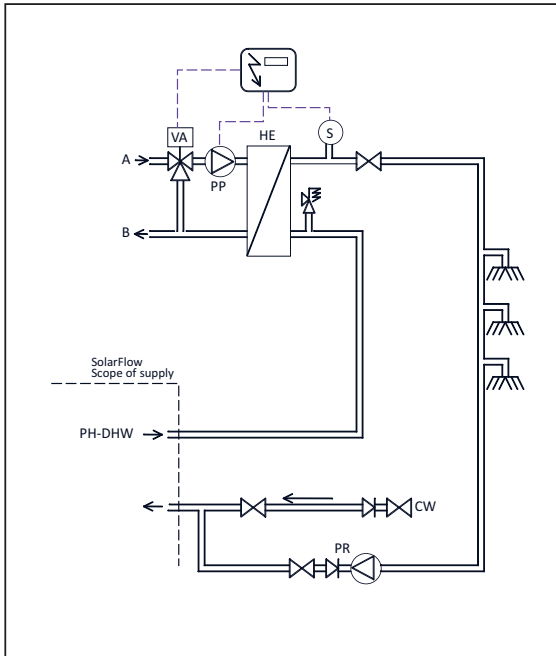 VA
HE
S
A
PP
B
SolarFlow
Scope of supply
PH-DHW
CW
PR